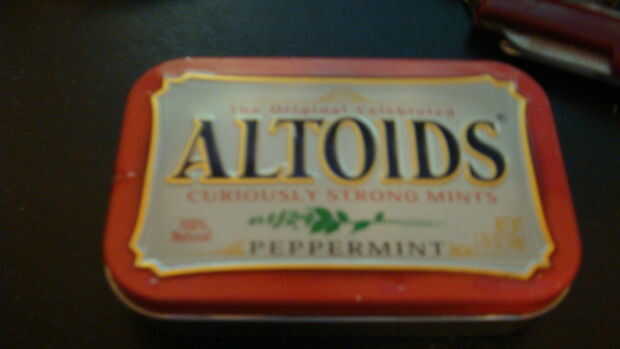 The Original Celebrated
ALTOIDS
CURIOUSLY STRONG MINTS
PEPPERMINT